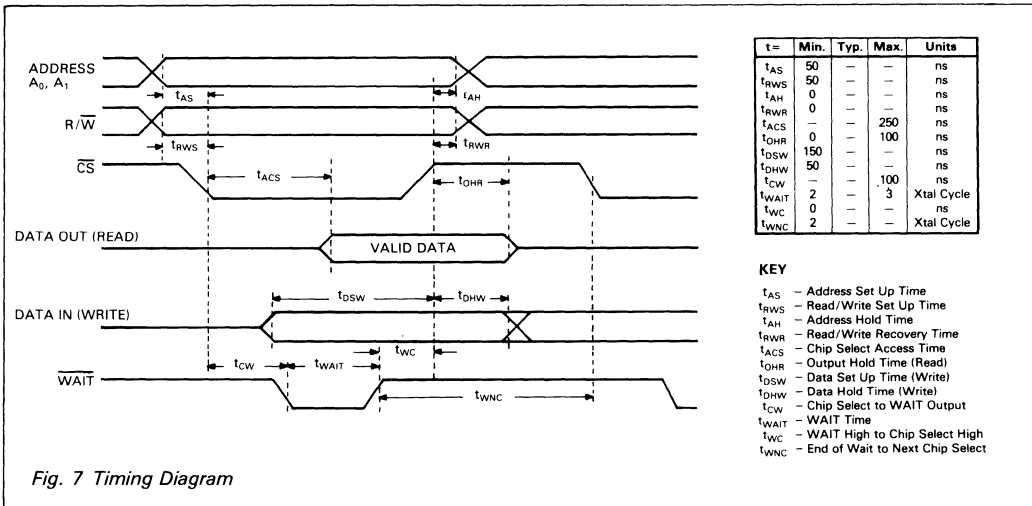 ADDRESS
A0, A1
tAS
tAH
R/W
tRWS
tRWR
CS
tACS
tOHR
DATA OUT (READ)
VALID DATA
tDSW
tDHW
DATA IN (WRITE)
tWC
tCW
tWAIT
WAIT
tWNC
Fig. 7 Timing Diagram
t= Min. Typ. Max. Units
tAS 50 — — ns
tRWS 50 — — ns
tAH 0 — — ns
tRWR 0 — — ns
tACS — — 250 ns
tOHR 0 — 100 ns
tDSW 150 — — ns
tDHW 50 — — ns
tCW — — 100 ns
tWAIT 2 — 3 Xtal Cycle
tWC 0 — — ns
tWNC 2 — — Xtal Cycle
KEY
tAS – Address Set Up Time
tRWS – Read/Write Set Up Time
tAH – Address Hold Time
tRWR – Read/Write Recovery Time
tACS – Chip Select Access Time
tOHR – Output Hold Time (Read)
tDSW – Data Set Up Time (Write)
tDHW – Data Hold Time (Write)
tCW – Chip Select to WAIT Output
tWAIT – WAIT Time
tWC – WAIT High to Chip Select High
tWNC – End of Wait to Next Chip Select